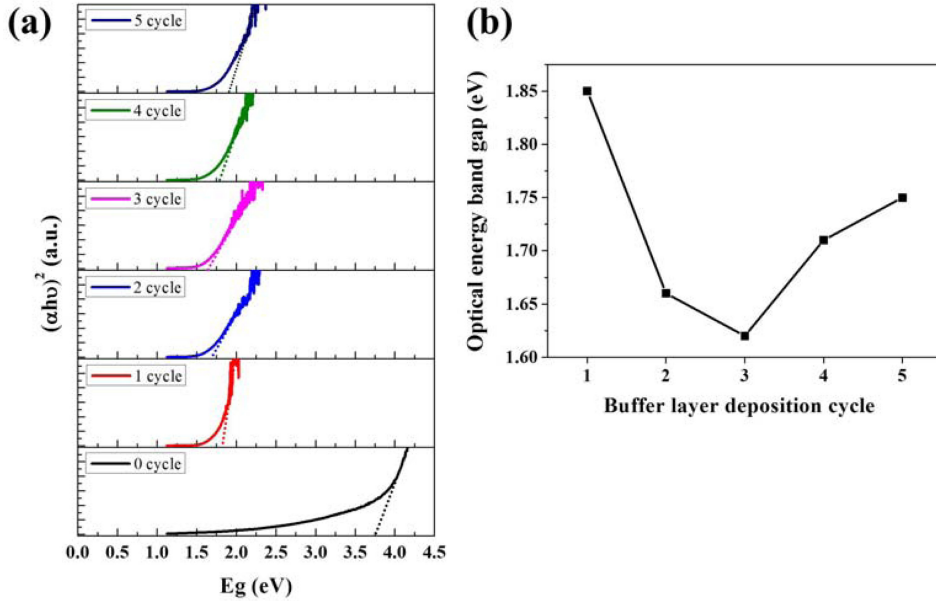 (a)
5 cycle
4 cycle
3 cycle
2 cycle
1 cycle
0 cycle
(αhυ)² (a.u.)
0.0 0.5 1.0 1.5 2.0 2.5 3.0 3.5 4.0 4.5
Eg (eV)
(b)
Optical energy band gap (eV)
1.85
1.80
1.75
1.70
1.65
1.60
1 2 3 4 5
Buffer layer deposition cycle